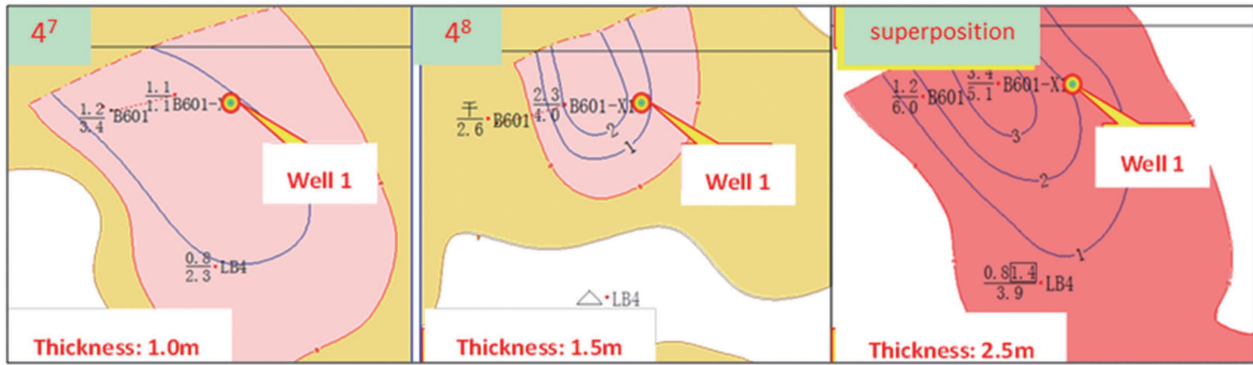 4⁷
1.1
1.1
B601-X1
1.2
3.4
B601
Well 1
0.8
2.3
LB4
Thickness: 1.0m
4⁸
2.3
4.0
B601-X1
干
2.6
B601
2
1
Well 1
LB4
Thickness: 1.5m
superposition
3.4
5.1
B601-X1
1.2
6.0
B601
3
Well 1
2
1
0.8 1.4
3.9
LB4
Thickness: 2.5m